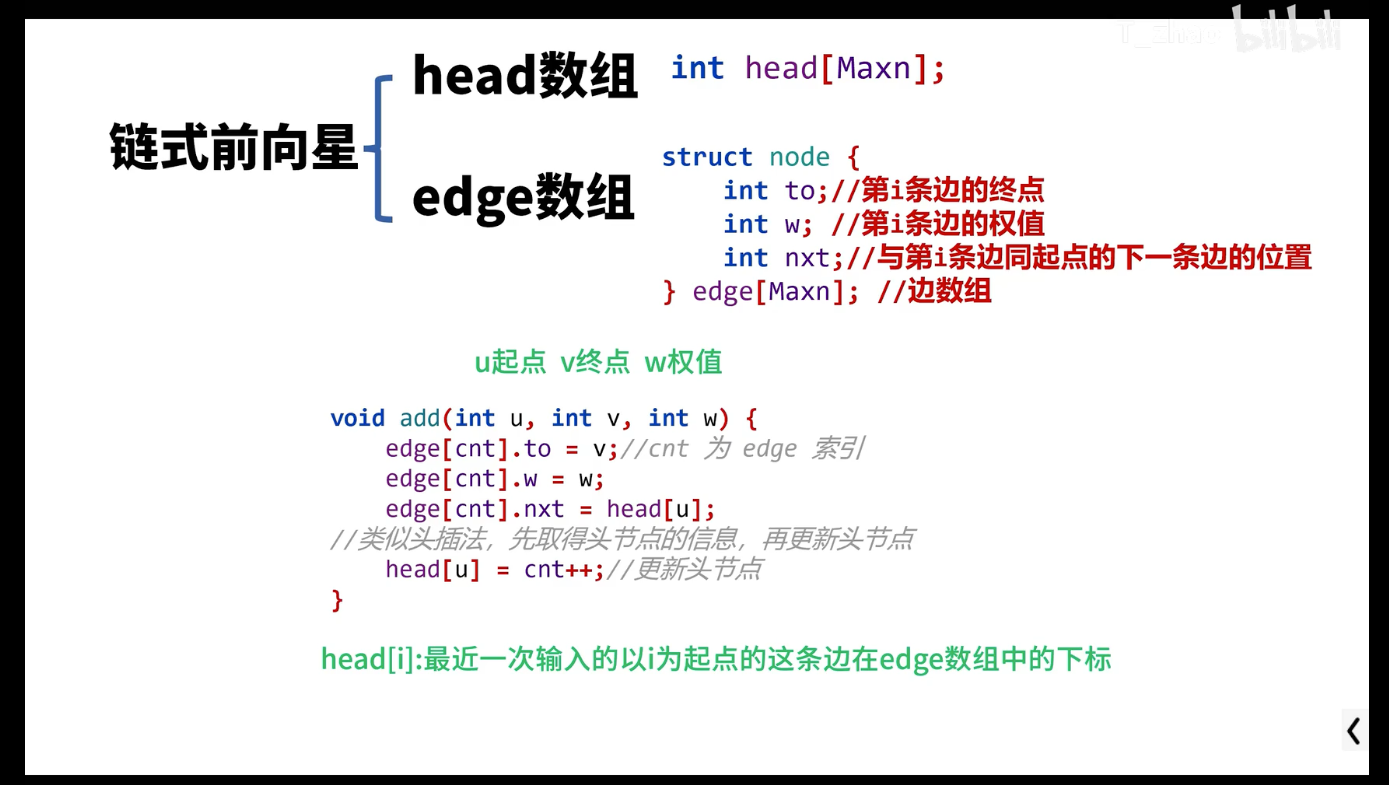 bilibili
head数组 int head[Maxn];
链式前向星
struct node {
int to;//第i条边的终点
edge数组
int w; //第i条边的权值
int nxt;//与第i条边同起点的下一条边的位置
} edge[Maxn]; //边数组
u起点 v终点 w权值
void add(int u, int v, int w) {
edge[cnt].to = v;//cnt 为 edge 索引
edge[cnt].w = w;
edge[cnt].nxt = head[u];
//类似头插法，先取得头节点的信息，再更新头节点
head[u] = cnt++;//更新头节点
}
head[i]:最近一次输入的以i为起点的这条边在edge数组中的下标